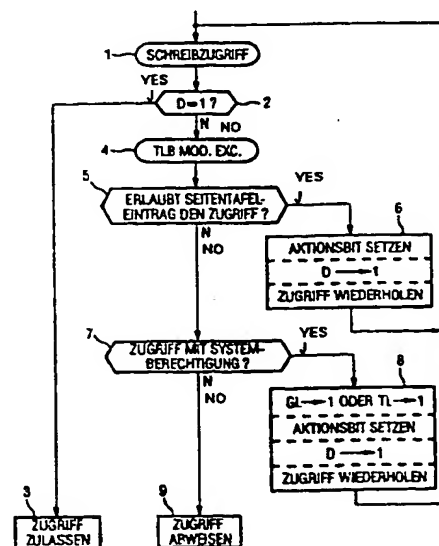 1
SCHREIBZUGRIFF
YES
D=1?
2
N NO
4
TLB MOD. EXC.
5
YES
ERLAUBT SEITENTAFEL-
EINTRAG DEN ZUGRIFF?
6
N
NO
AKTIONSBIT SETZEN
D → 1
ZUGRIFF WIEDERHOLEN
7
YES
ZUGRIFF MIT SYSTEM-
BERECHTIGUNG?
8
N
NO
GL→1 ODER TL→1
AKTIONSBIT SETZEN
D → 1
ZUGRIFF WIEDERHOLEN
3
ZUGRIFF
ZULASSEN
9
ZUGRIFF
ABWEISEN